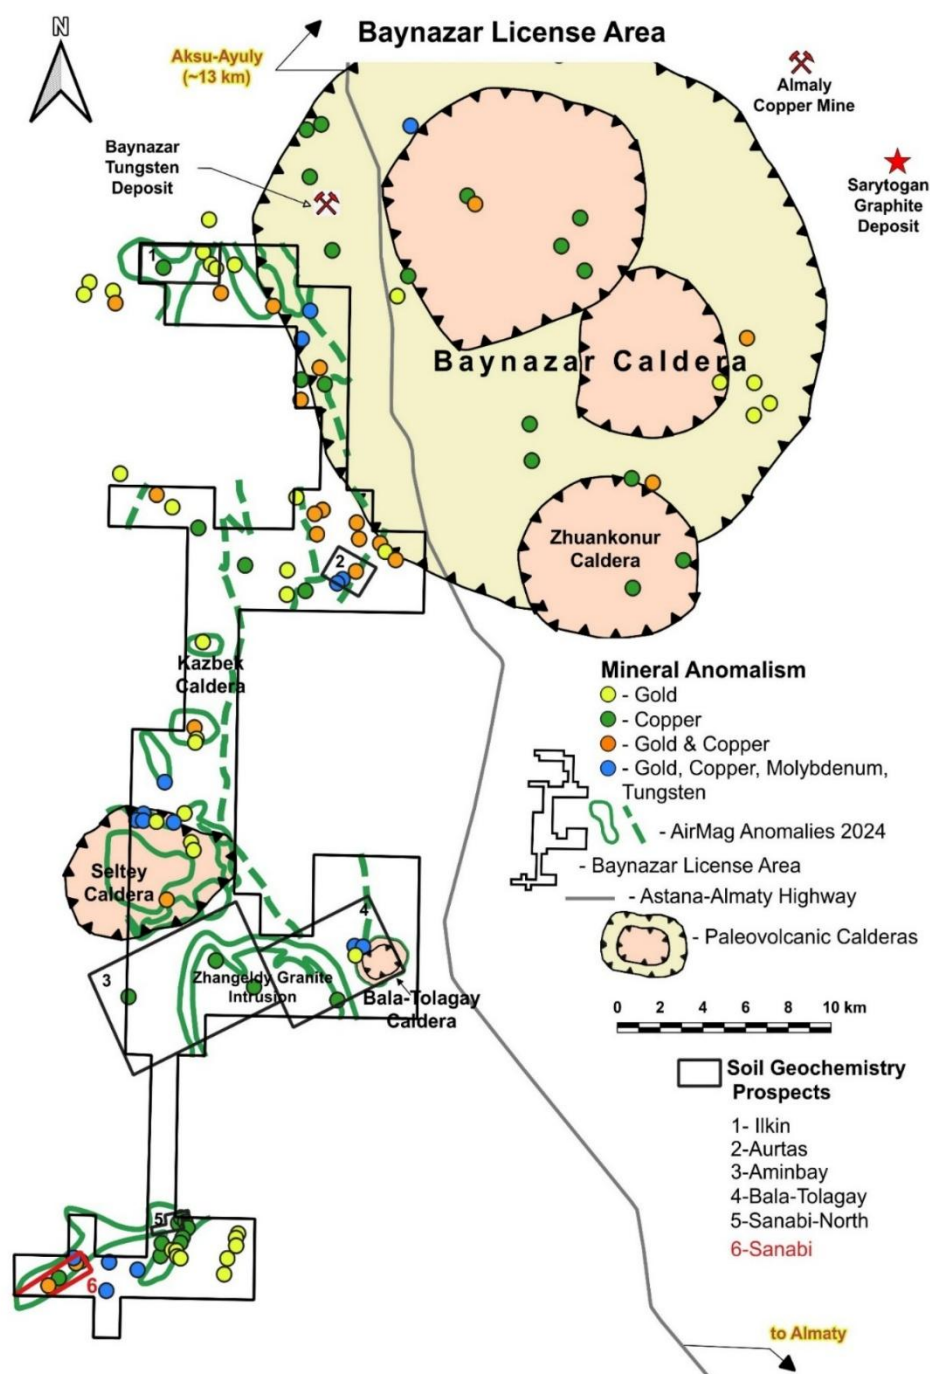 N
Baynazar License Area
Aksu-Ayuly
(~13 km)
Almaly
Copper Mine
Baynazar
Tungsten
Deposit
Sarytogan
Graphite
Deposit
1
Baynazar Caldera
2
Zhuankonur
Caldera
Kazbek
Caldera
Mineral Anomalism
- Gold
- Copper
- Gold & Copper
- Gold, Copper, Molybdenum,
Tungsten
- AirMag Anomalies 2024
- Baynazar License Area
- Astana-Almaty Highway
- Paleovolcanic Calderas
Seltey
Caldera
4
3
Zhangeldy Granite
Intrusion
Bala-Tolagay
Caldera
0 2 4 6 8 10 km
Soil Geochemistry
Prospects
1- Ilkin
2-Aurtas
3-Aminbay
4-Bala-Tolagay
5-Sanabi-North
6-Sanabi
5
6
to Almaty